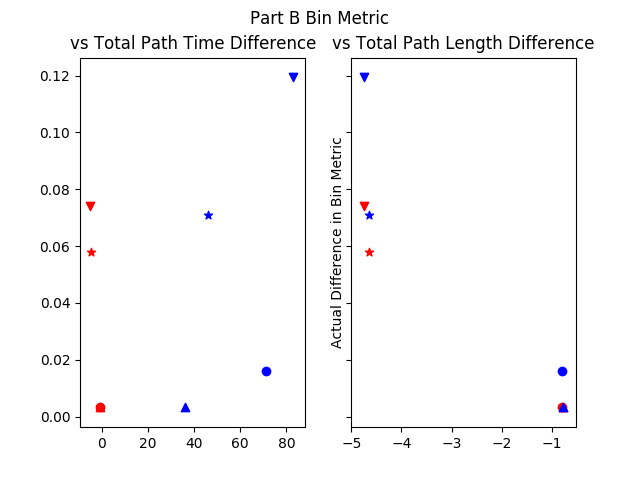 Part B Bin Metric
vs Total Path Time Difference
vs Total Path Length Difference
0.12
0.10
0.08
0.06
0.04
0.02
0.00
0 20 40 60 80
Actual Difference in Bin Metric
−5 −4 −3 −2 −1